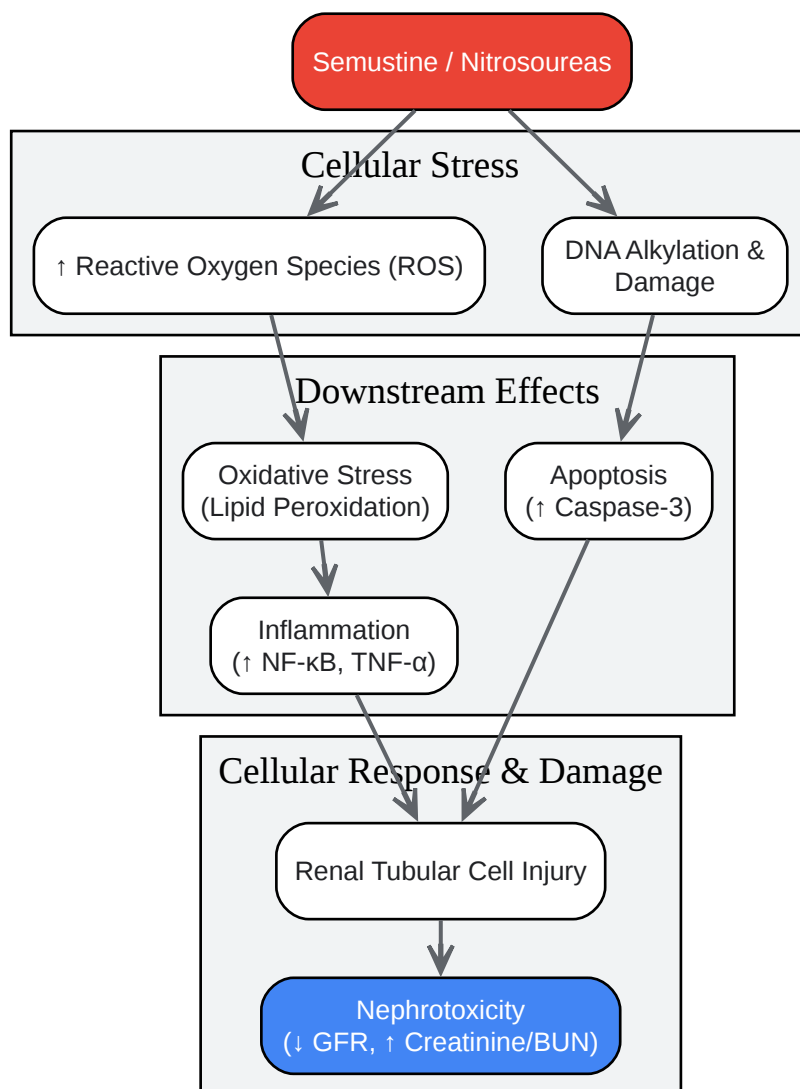 Semustine / Nitrosoureas
Cellular Stress
↑ Reactive Oxygen Species (ROS)
DNA Alkylation &
Damage
Downstream Effects
Oxidative Stress
(Lipid Peroxidation)
Apoptosis
(↑ Caspase-3)
Inflammation
(↑ NF-κB, TNF-α)
Cellular Response & Damage
Renal Tubular Cell Injury
Nephrotoxicity
(↓ GFR, ↑ Creatinine/BUN)